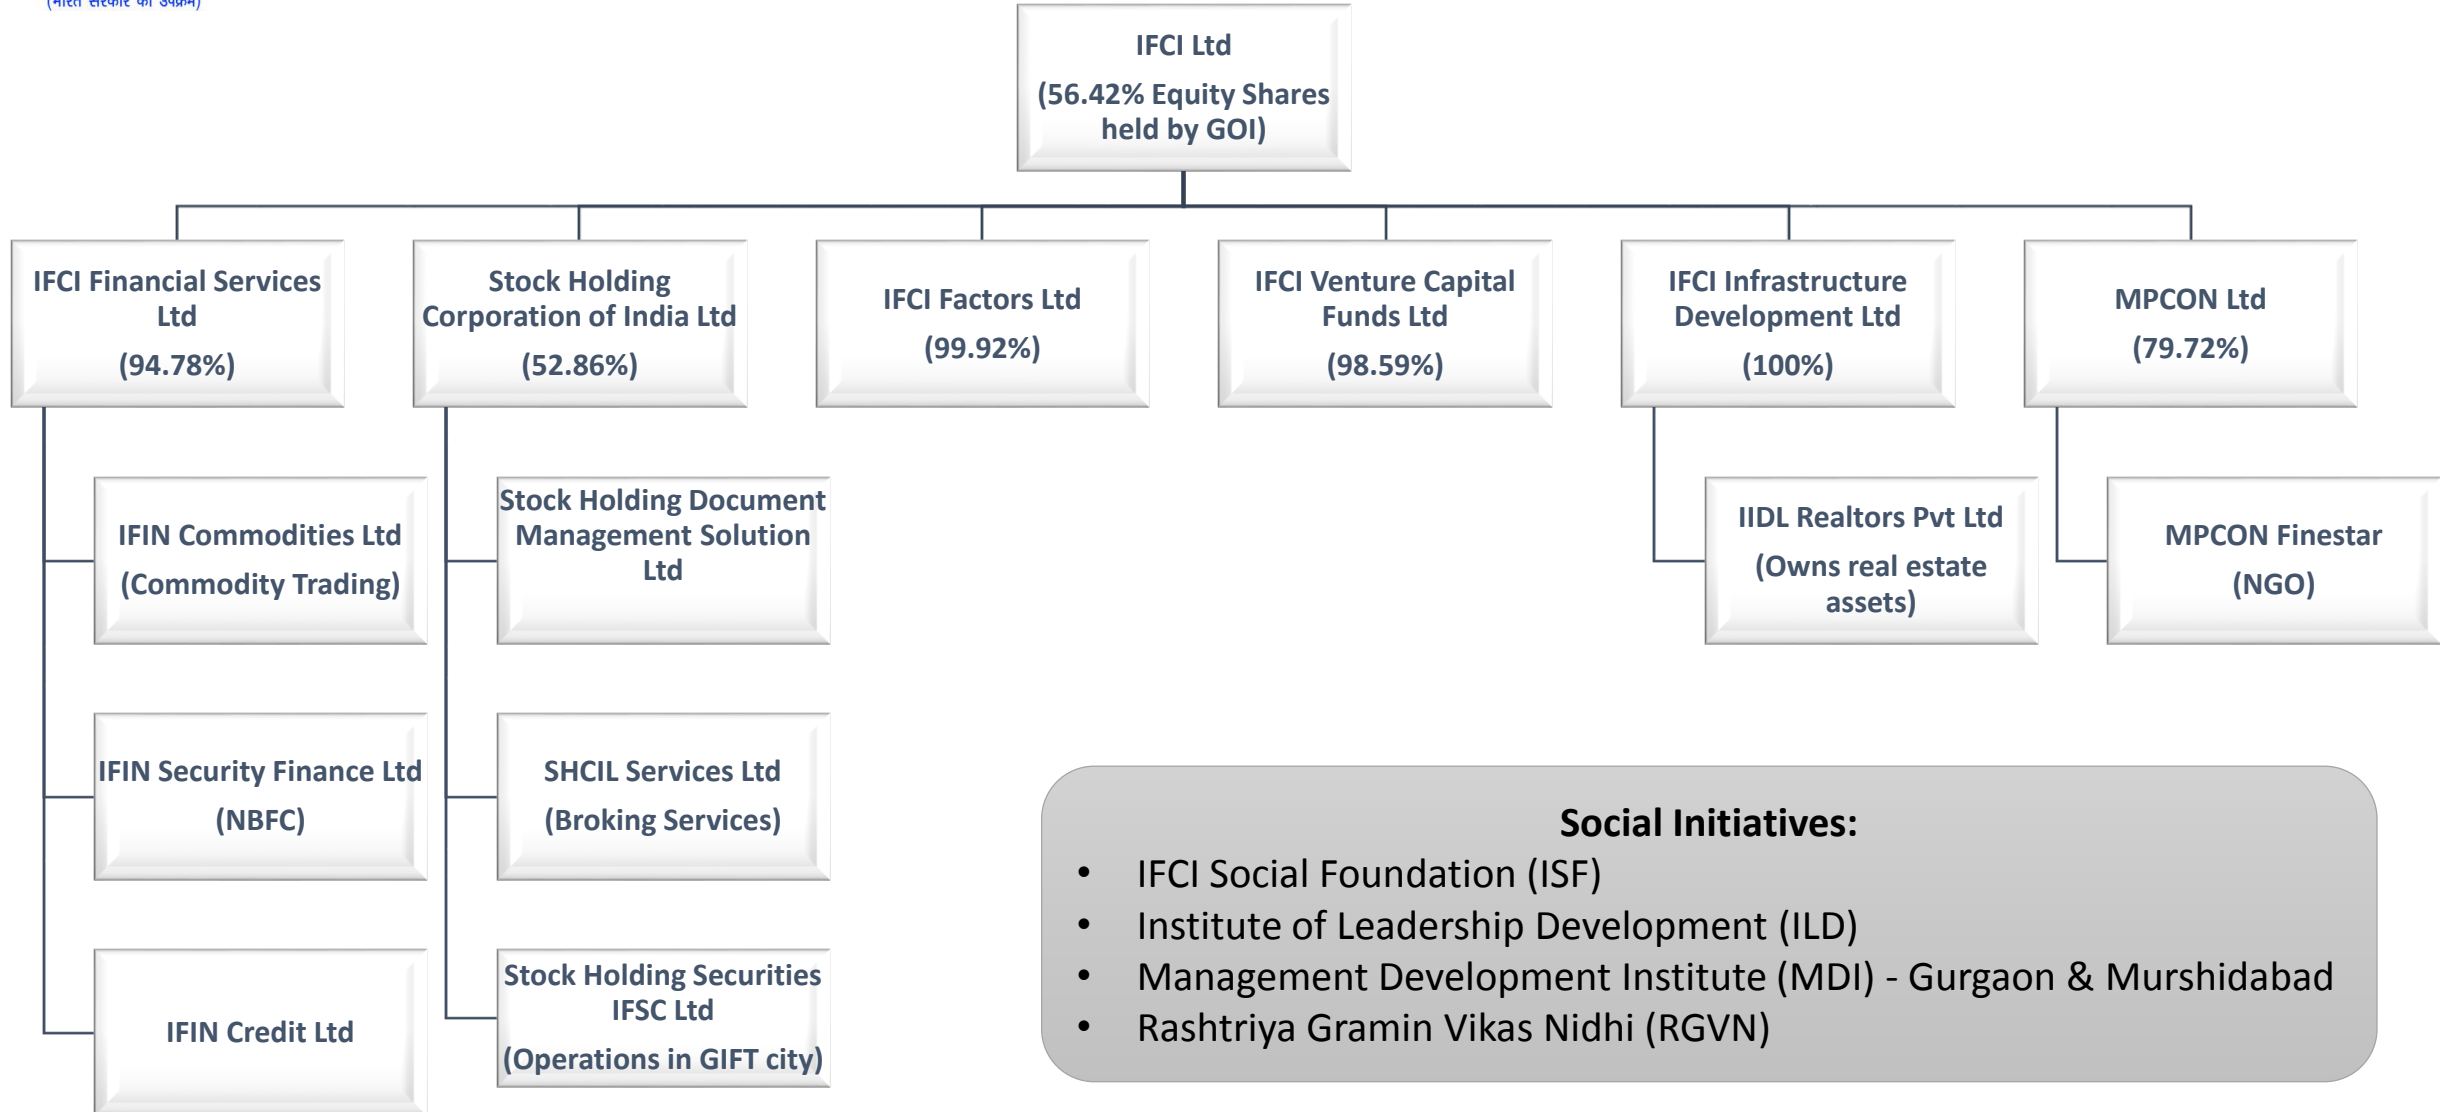 (भारत सरकार का उपक्रम)
IFCI Ltd
(56.42% Equity Shares
held by GOI)
IFCI Financial Services
Ltd
(94.78%)
Stock Holding
Corporation of India Ltd
(52.86%)
IFCI Factors Ltd
(99.92%)
IFCI Venture Capital
Funds Ltd
(98.59%)
IFCI Infrastructure
Development Ltd
(100%)
MPCON Ltd
(79.72%)
IFIN Commodities Ltd
(Commodity Trading)
Stock Holding Document
Management Solution
Ltd
IIDL Realtors Pvt Ltd
(Owns real estate
assets)
MPCON Finestar
(NGO)
IFIN Security Finance Ltd
(NBFC)
SHCIL Services Ltd
(Broking Services)
IFIN Credit Ltd
Stock Holding Securities
IFSC Ltd
(Operations in GIFT city)
Social Initiatives:
• IFCI Social Foundation (ISF)
• Institute of Leadership Development (ILD)
• Management Development Institute (MDI) - Gurgaon & Murshidabad
• Rashtriya Gramin Vikas Nidhi (RGVN)